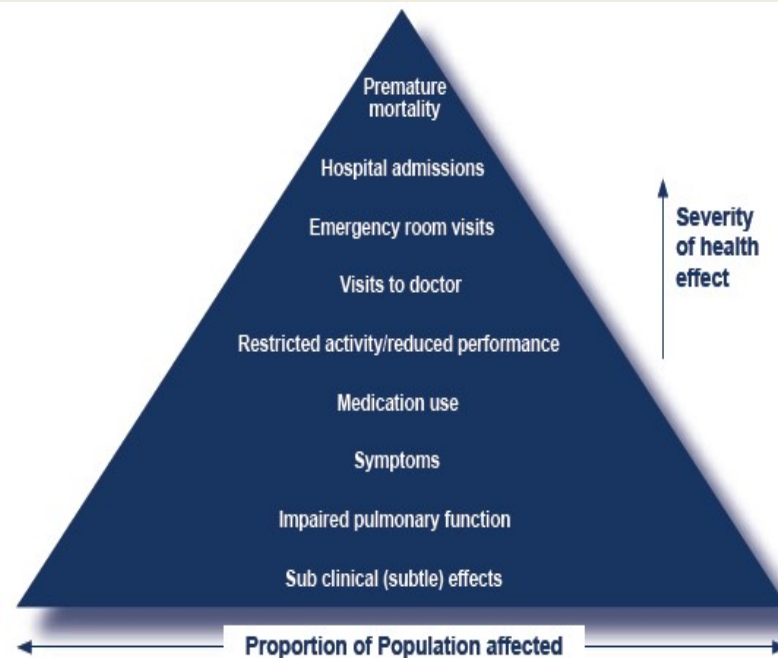 Premature
mortality
Hospital admissions
Emergency room visits
Visits to doctor
Restricted activity/reduced performance
Medication use
Symptoms
Impaired pulmonary function
Sub clinical (subtle) effects
Severity
of health
effect
Proportion of Population affected